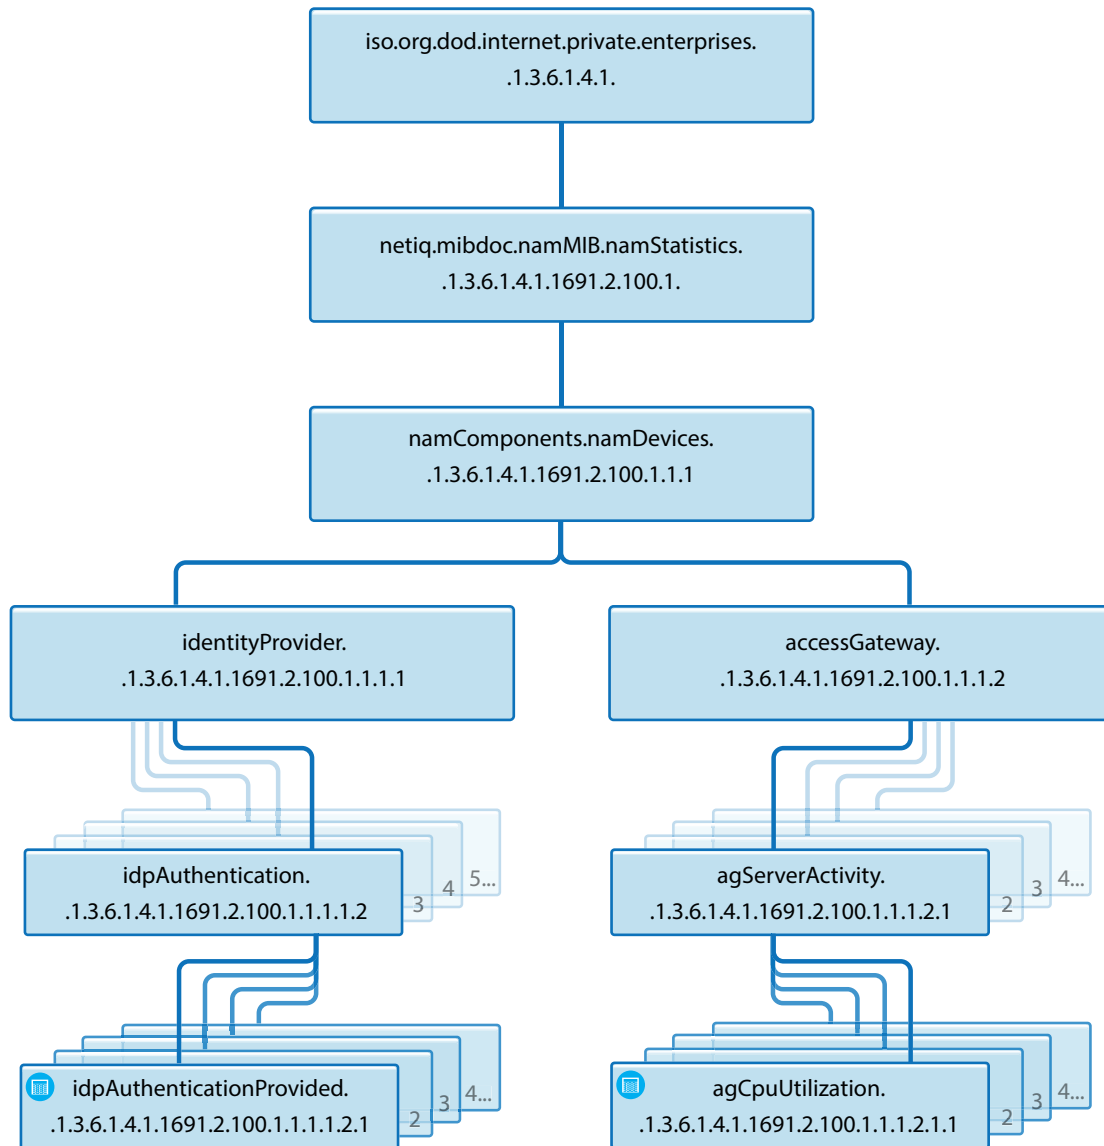 iso.org.dod.internet.private.enterprises.
.1.3.6.1.4.1.
netiq.mibdoc.namMIB.namStatistics.
.1.3.6.1.4.1.1691.2.100.1.
namComponents.namDevices.
.1.3.6.1.4.1.1691.2.100.1.1.1
identityProvider.
.1.3.6.1.4.1.1691.2.100.1.1.1.1
accessGateway.
.1.3.6.1.4.1.1691.2.100.1.1.1.2
idpAuthentication.
.1.3.6.1.4.1.1691.2.100.1.1.1.1.2
3
4
5...
agServerActivity.
.1.3.6.1.4.1.1691.2.100.1.1.1.2.1
2
3
4...
idpAuthenticationProvided.
.1.3.6.1.4.1.1691.2.100.1.1.1.1.2.1
2
3
4...
agCpuUtilization.
.1.3.6.1.4.1.1691.2.100.1.1.1.2.1.1
2
3
4...